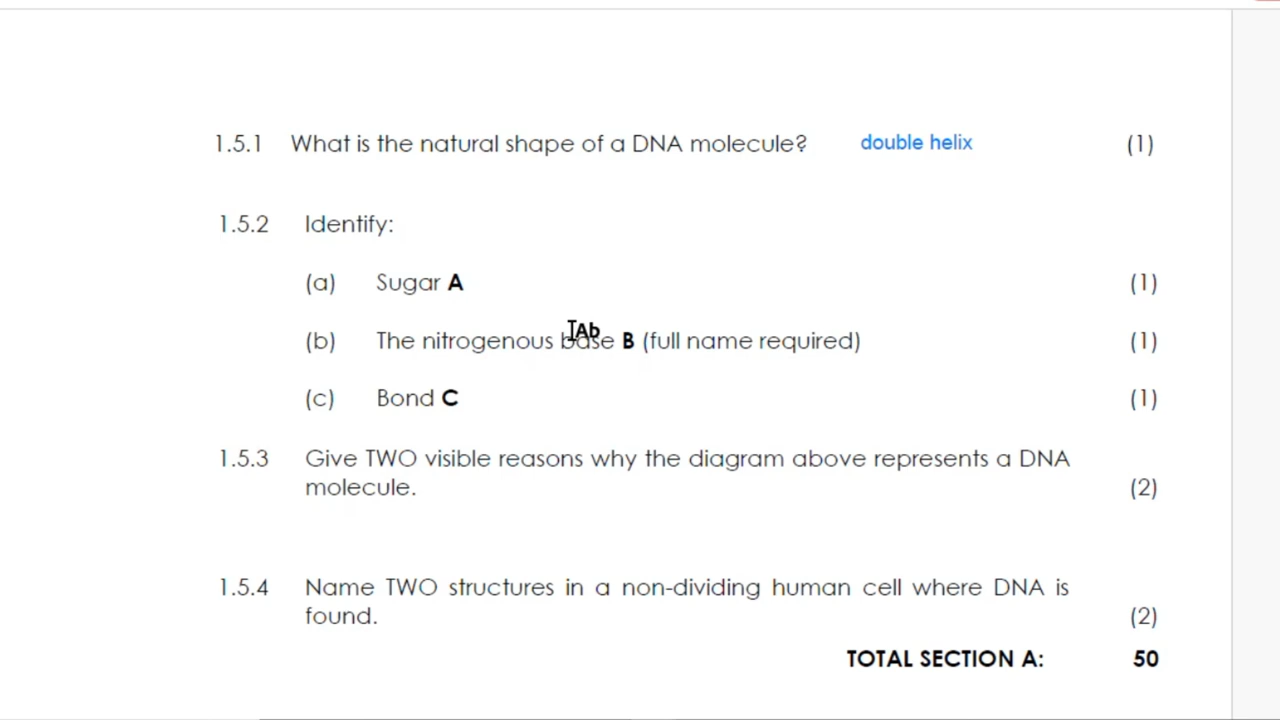 1.5.1 What is the natural shape of a DNA molecule? double helix (1)
1.5.2 Identify:
(a) Sugar A (1)
Ab
(b) The nitrogenous base B (full name required) (1)
(c) Bond C (1)
1.5.3 Give TWO visible reasons why the diagram above represents a DNA
molecule. (2)
1.5.4 Name TWO structures in a non-dividing human cell where DNA is
found. (2)
TOTAL SECTION A: 50